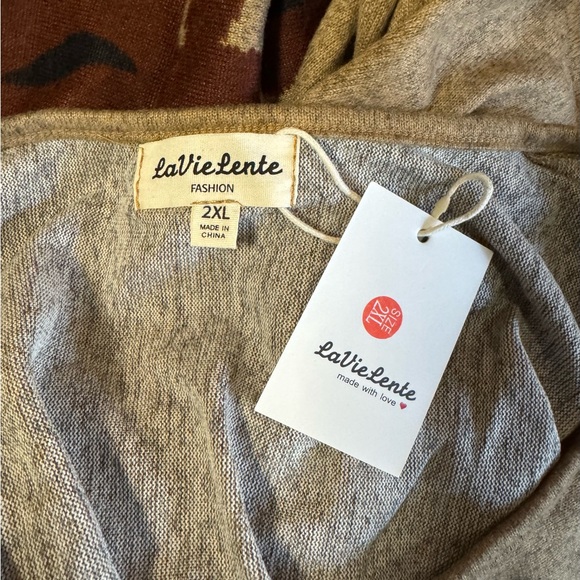 LaVieLente
FASHION
2XL
MADE IN
CHINA
2XL
SIZE
LaVieLente
made with love